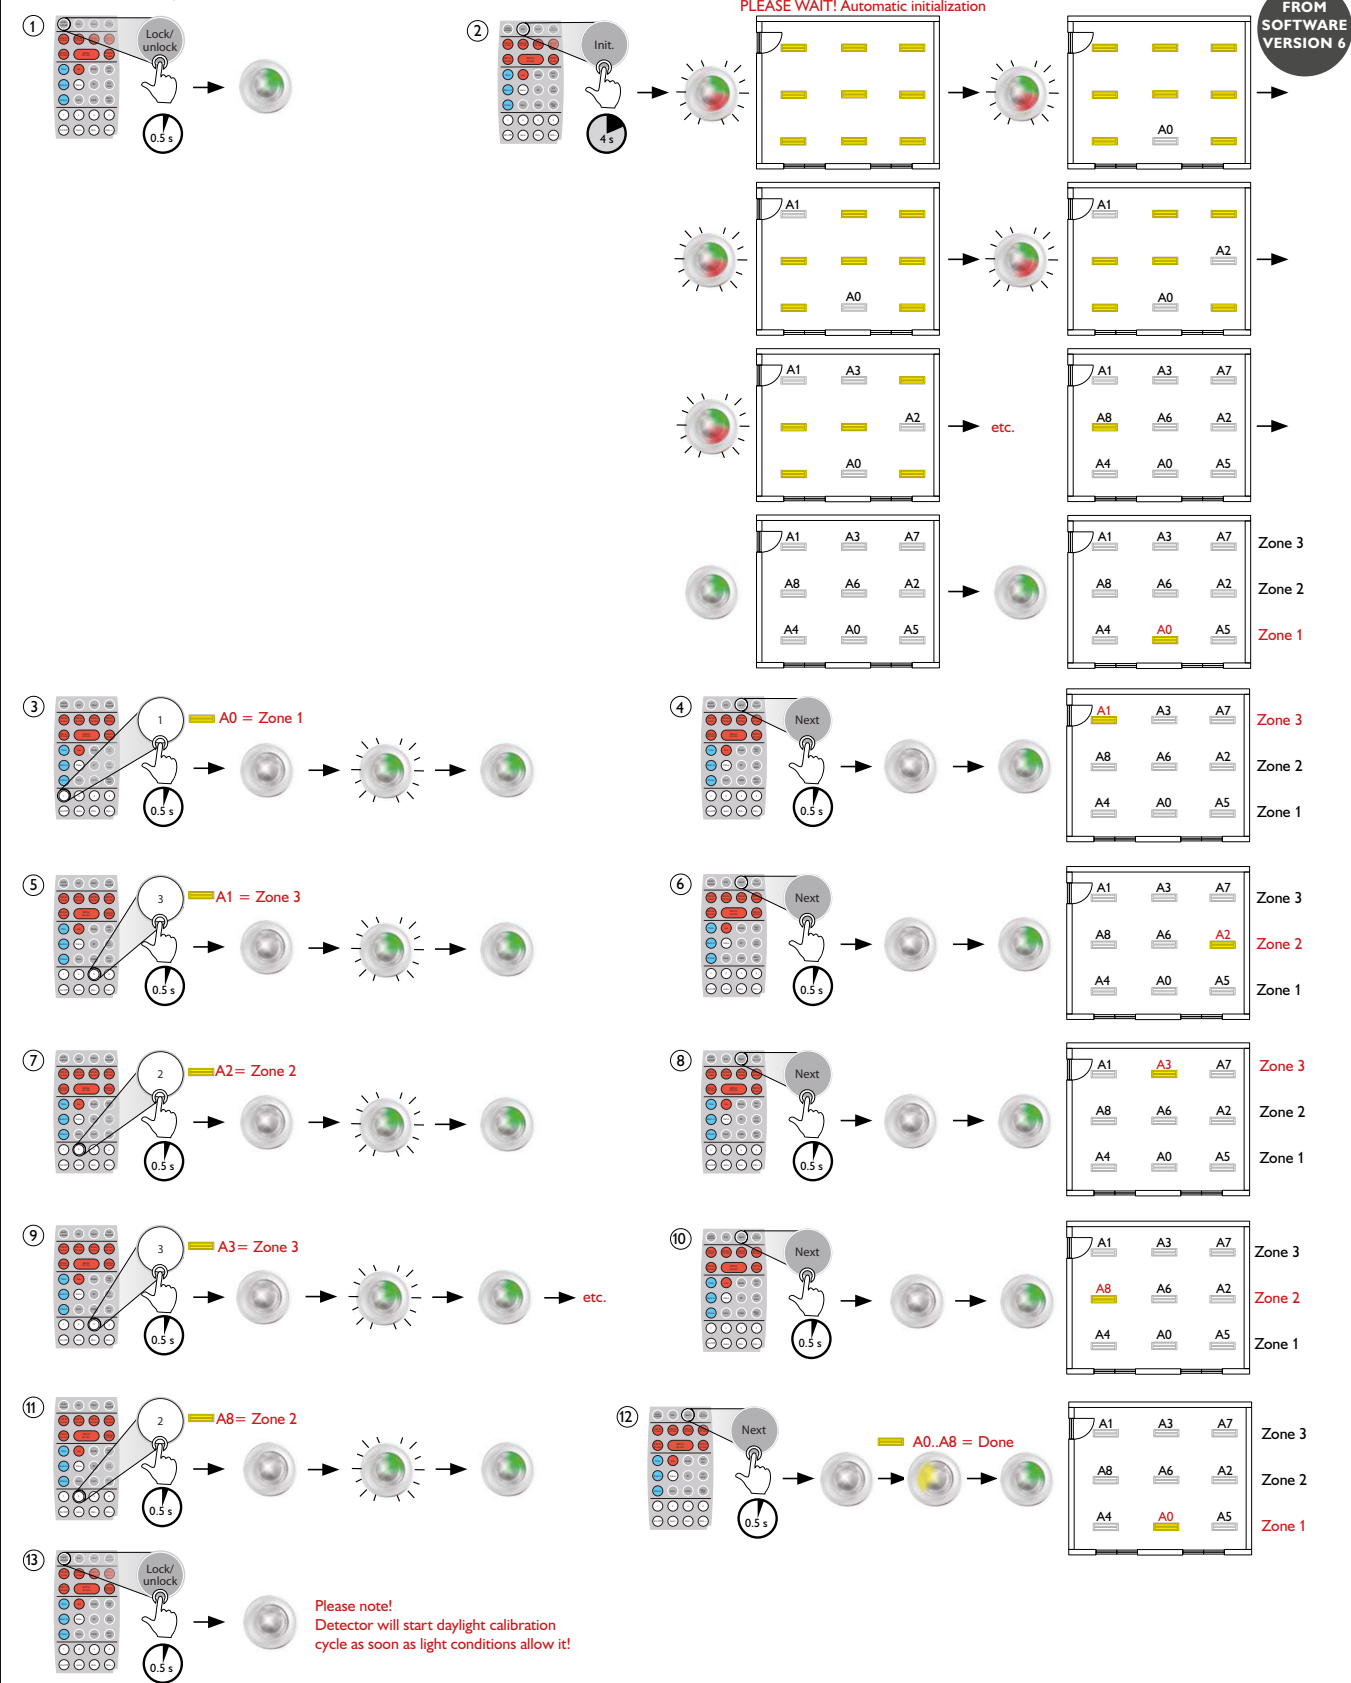 PLEASE WAIT! Automatic initialization
FROM
SOFTWARE
VERSION 6
1
Lock/
unlock
0.5 s
2
Init.
4 s
A0
A1
A0
A1
A2
A0
A1 A3
A2
A0
etc.
A1 A3 A7
A8 A6 A2
A4 A0 A5
A1 A3 A7
A8 A6 A2
A4 A0 A5
A1 A3 A7 Zone 3
A8 A6 A2 Zone 2
A4 A0 A5 Zone 1
3
1
A0 = Zone 1
0.5 s
4
Next
0.5 s
A1 A3 A7 Zone 3
A8 A6 A2 Zone 2
A4 A0 A5 Zone 1
5
3
A1 = Zone 3
0.5 s
6
Next
0.5 s
A1 A3 A7 Zone 3
A8 A6 A2 Zone 2
A4 A0 A5 Zone 1
7
2
A2= Zone 2
0.5 s
8
Next
0.5 s
A1 A3 A7 Zone 3
A8 A6 A2 Zone 2
A4 A0 A5 Zone 1
9
3
A3= Zone 3
0.5 s
etc.
10
Next
0.5 s
A1 A3 A7 Zone 3
A8 A6 A2 Zone 2
A4 A0 A5 Zone 1
11
2
A8= Zone 2
0.5 s
12
Next
0.5 s
A0..A8 = Done
A1 A3 A7 Zone 3
A8 A6 A2 Zone 2
A4 A0 A5 Zone 1
13
Lock/
unlock
0.5 s
Please note!
Detector will start daylight calibration
cycle as soon as light conditions allow it!